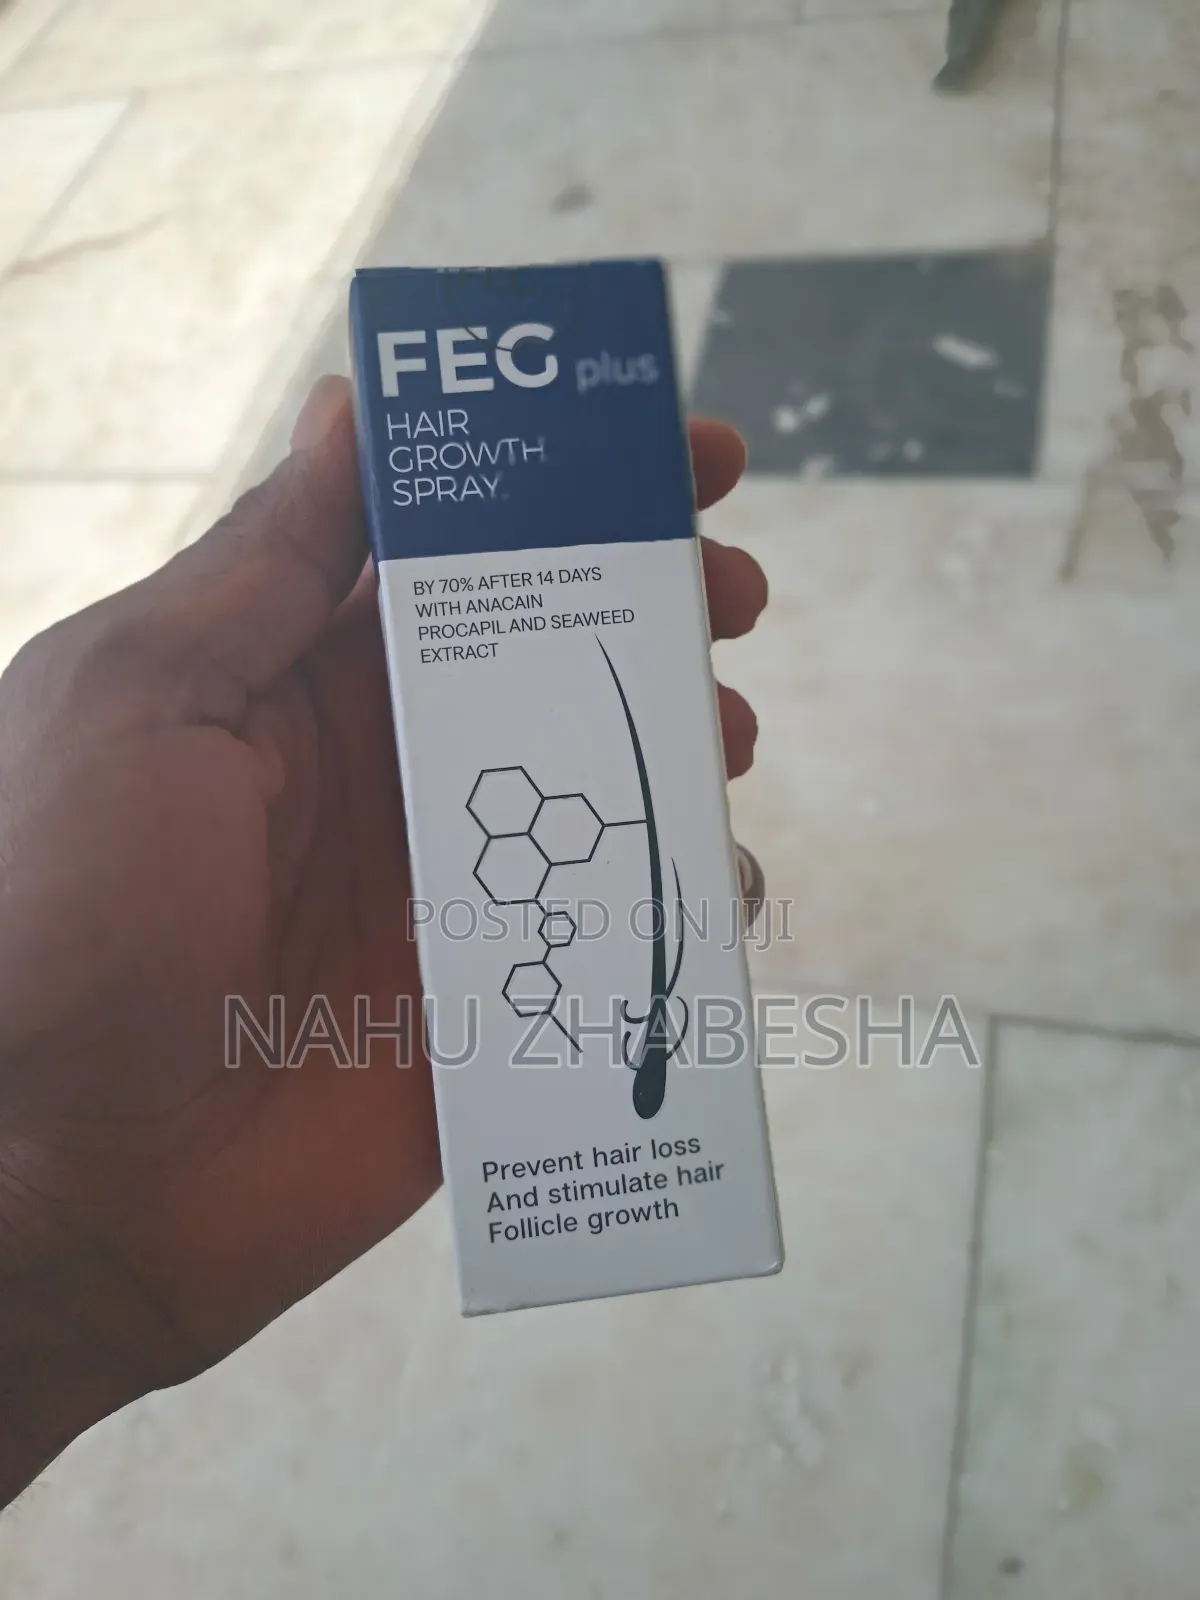 FEG plus
HAIR
GROWTH
SPRAY
BY 70% AFTER 14 DAYS
WITH ANACAIN
PROCAPIL AND SEAWEED
EXTRACT
POSTED ON JIJI
NAHU ZHABESHA
Prevent hair loss
And stimulate hair
Follicle growth